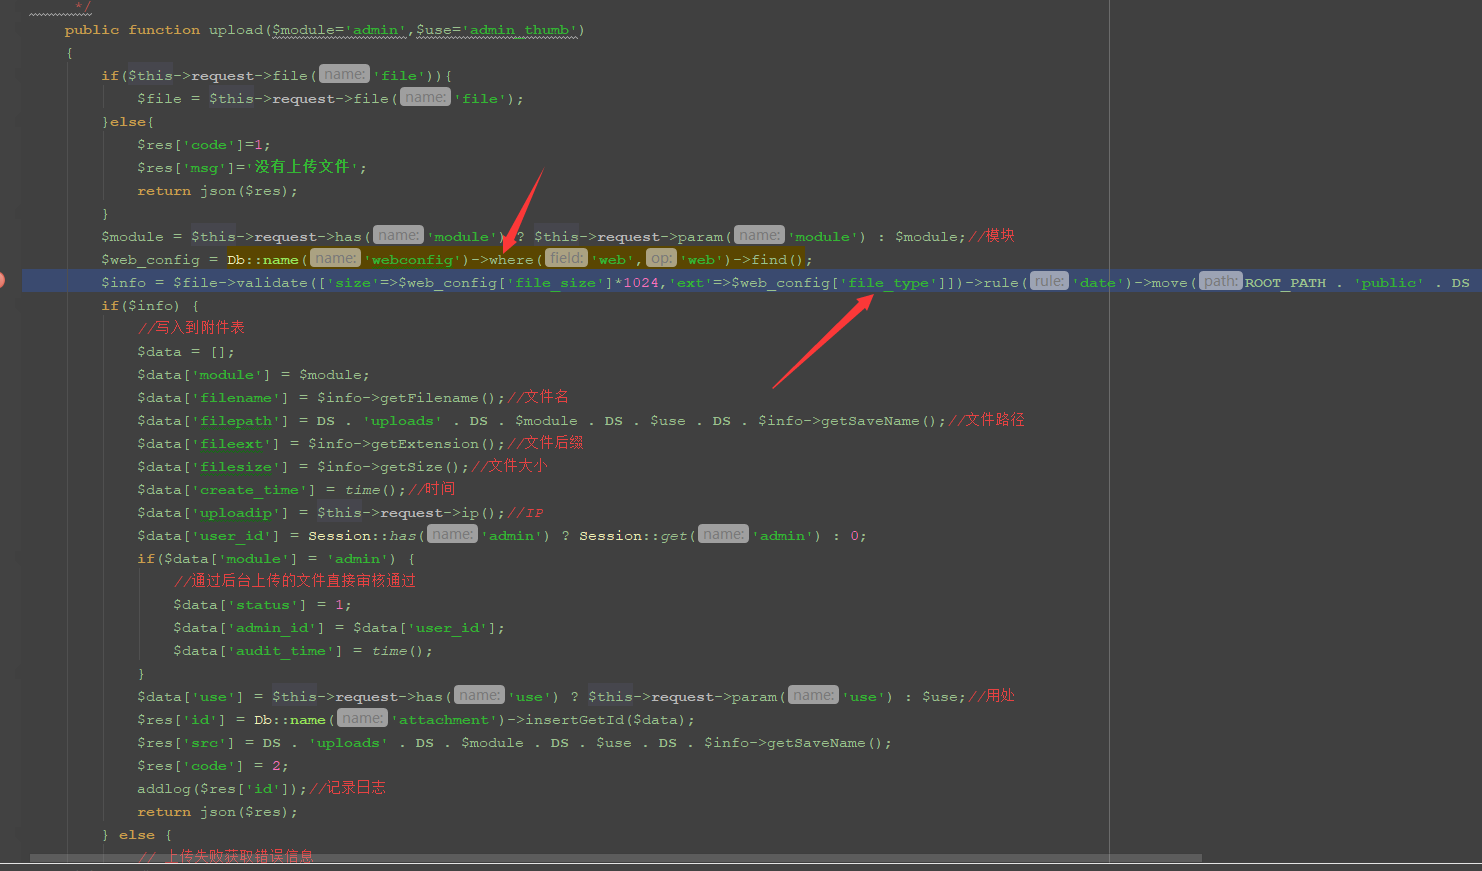 */
public function upload($module='admin',$use='admin_thumb')
{
if($this->request->file( name: 'file')){
$file = $this->request->file( name: 'file');
}else{
$res['code']=1;
$res['msg']='没有上传文件';
return json($res);
}
$module = $this->request->has( name: 'module') ? $this->request->param( name: 'module') : $module;//模块
$web_config = Db::name( name: 'webconfig')->where( field: 'web', op: 'web')->find();
$info = $file->validate(['size'=>$web_config['file_size']*1024,'ext'=>$web_config['file_type']])->rule( rule: 'date')->move( path: ROOT_PATH . 'public' . DS
if($info) {
//写入到附件表
$data = [];
$data['module'] = $module;
$data['filename'] = $info->getFilename();//文件名
$data['filepath'] = DS . 'uploads' . DS . $module . DS . $use . DS . $info->getSaveName();//文件路径
$data['fileext'] = $info->getExtension();//文件后缀
$data['filesize'] = $info->getSize();//文件大小
$data['create_time'] = time();//时间
$data['uploadip'] = $this->request->ip();//IP
$data['user_id'] = Session::has( name: 'admin') ? Session::get( name: 'admin') : 0;
if($data['module'] = 'admin') {
//通过后台上传的文件直接审核通过
$data['status'] = 1;
$data['admin_id'] = $data['user_id'];
$data['audit_time'] = time();
}
$data['use'] = $this->request->has( name: 'use') ? $this->request->param( name: 'use') : $use;//用处
$res['id'] = Db::name( name: 'attachment')->insertGetId($data);
$res['src'] = DS . 'uploads' . DS . $module . DS . $use . DS . $info->getSaveName();
$res['code'] = 2;
addlog($res['id']);//记录日志
return json($res);
} else {
// 上传失败获取错误信息